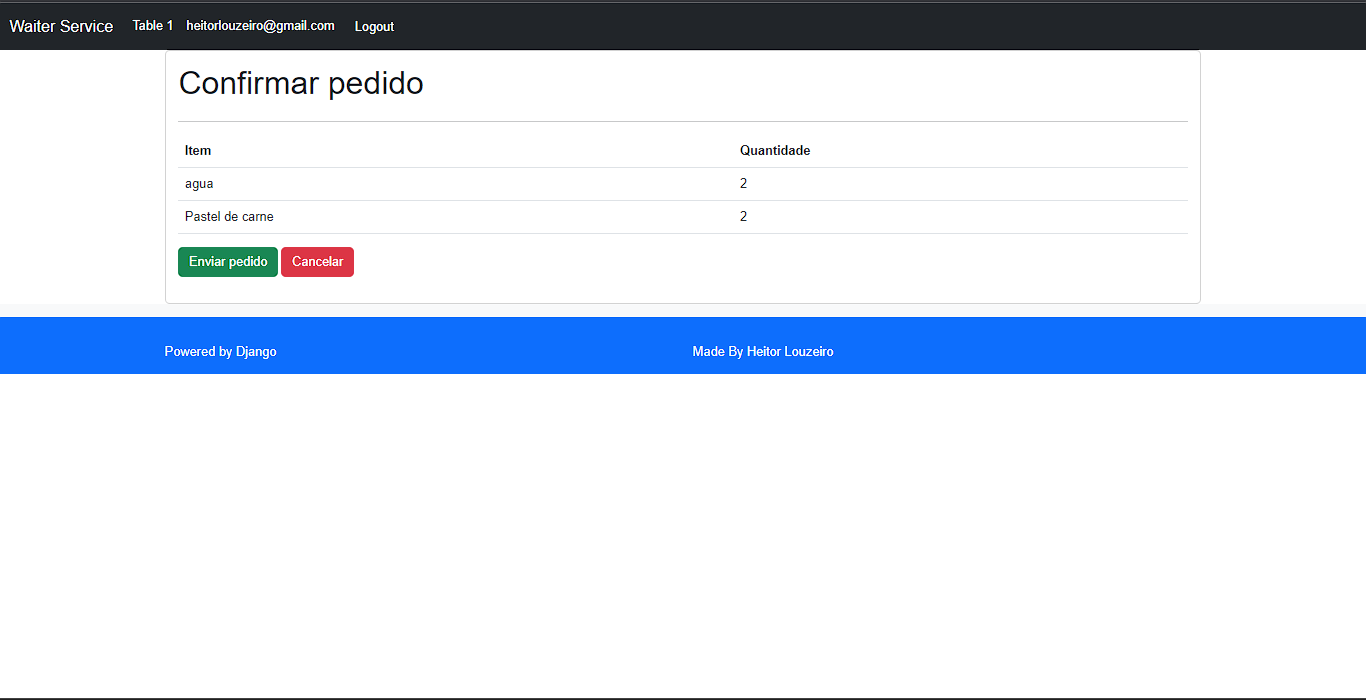 Waiter Service Table 1 heitorlouzeiro@gmail.com Logout
Confirmar pedido
Item Quantidade
agua 2
Pastel de carne 2
Enviar pedido Cancelar
Powered by Django Made By Heitor Louzeiro